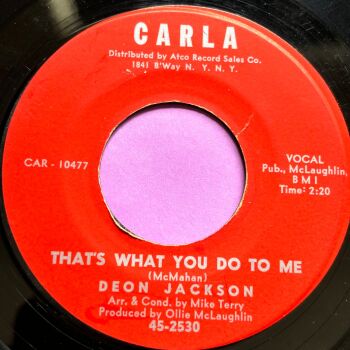 CARLA
Distributed by Atco Record Sales Co.
1841 B'Way N. Y. N. Y.
CAR - 10477
VOCAL
Pub., McLaughlin,
B M I
Time: 2:20
THAT'S WHAT YOU DO TO ME
(McMahan)
DEON JACKSON
Arr. & Cond. by Mike Terry
Produced by Ollie McLaughlin
45-2530